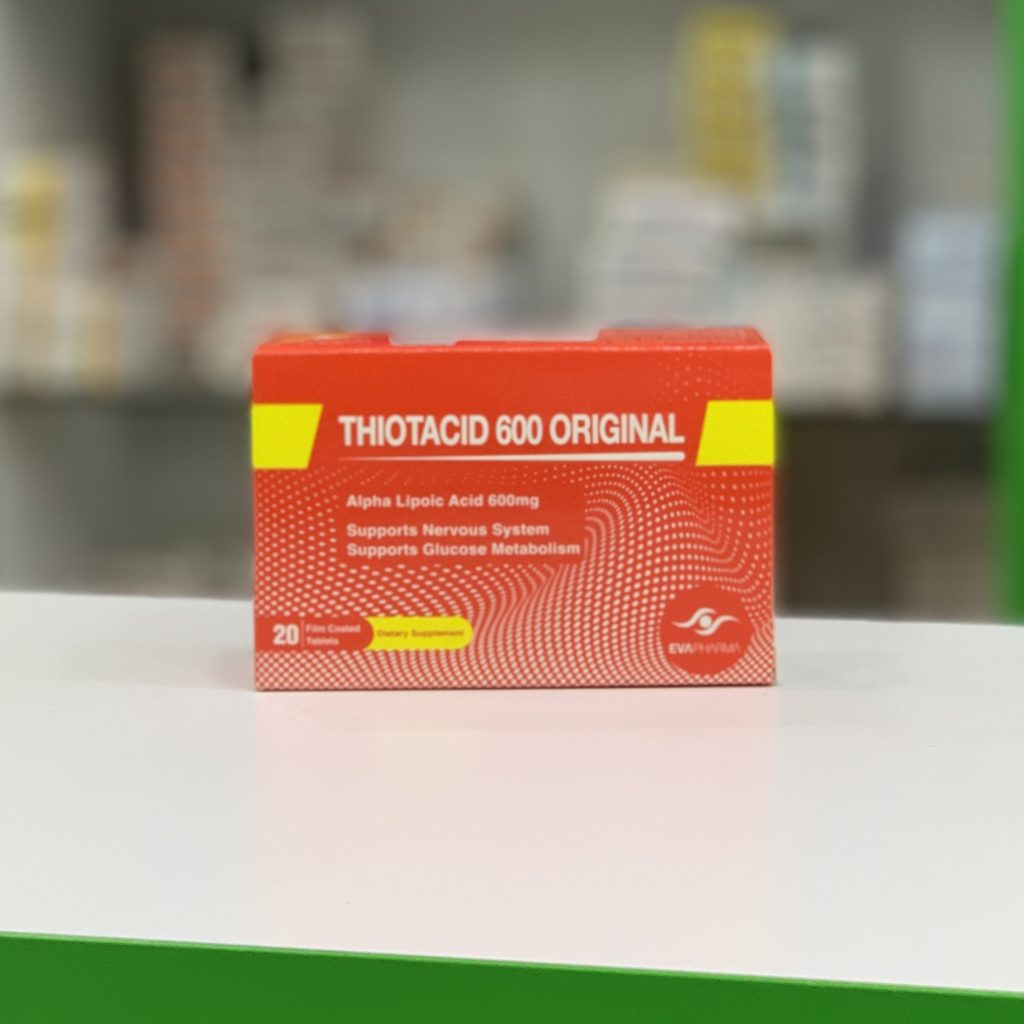 THIOTACID 600 ORIGINAL
Alpha Lipoic Acid 600mg
Supports Nervous System
Supports Glucose Metabolism
20
Film Coated
Tablets
Dietary Supplement
EVAPHARMA